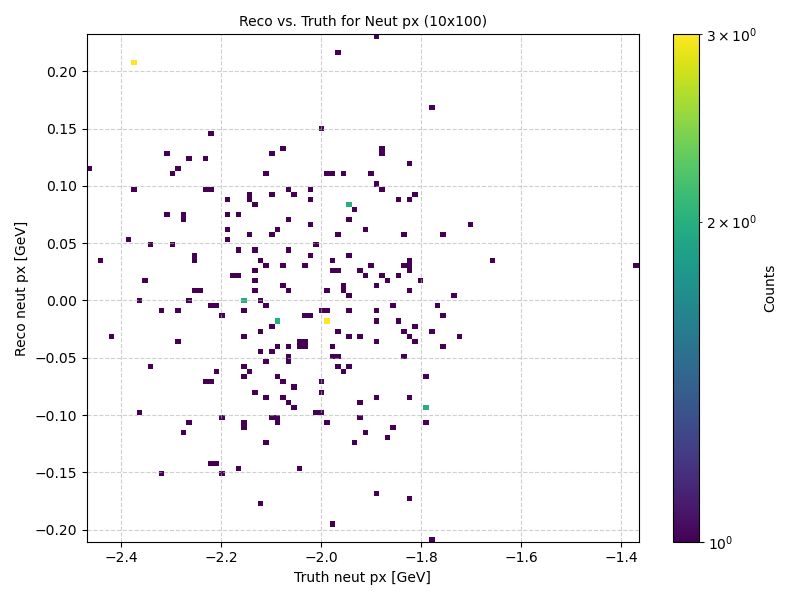 Reco vs. Truth for Neut px (10x100)
Reco neut px [GeV]
0.20
0.15
0.10
0.05
0.00
−0.05
−0.10
−0.15
−0.20
−2.4
−2.2
−2.0
−1.8
−1.6
−1.4
Truth neut px [GeV]
3 × 10⁰
2 × 10⁰
10⁰
Counts